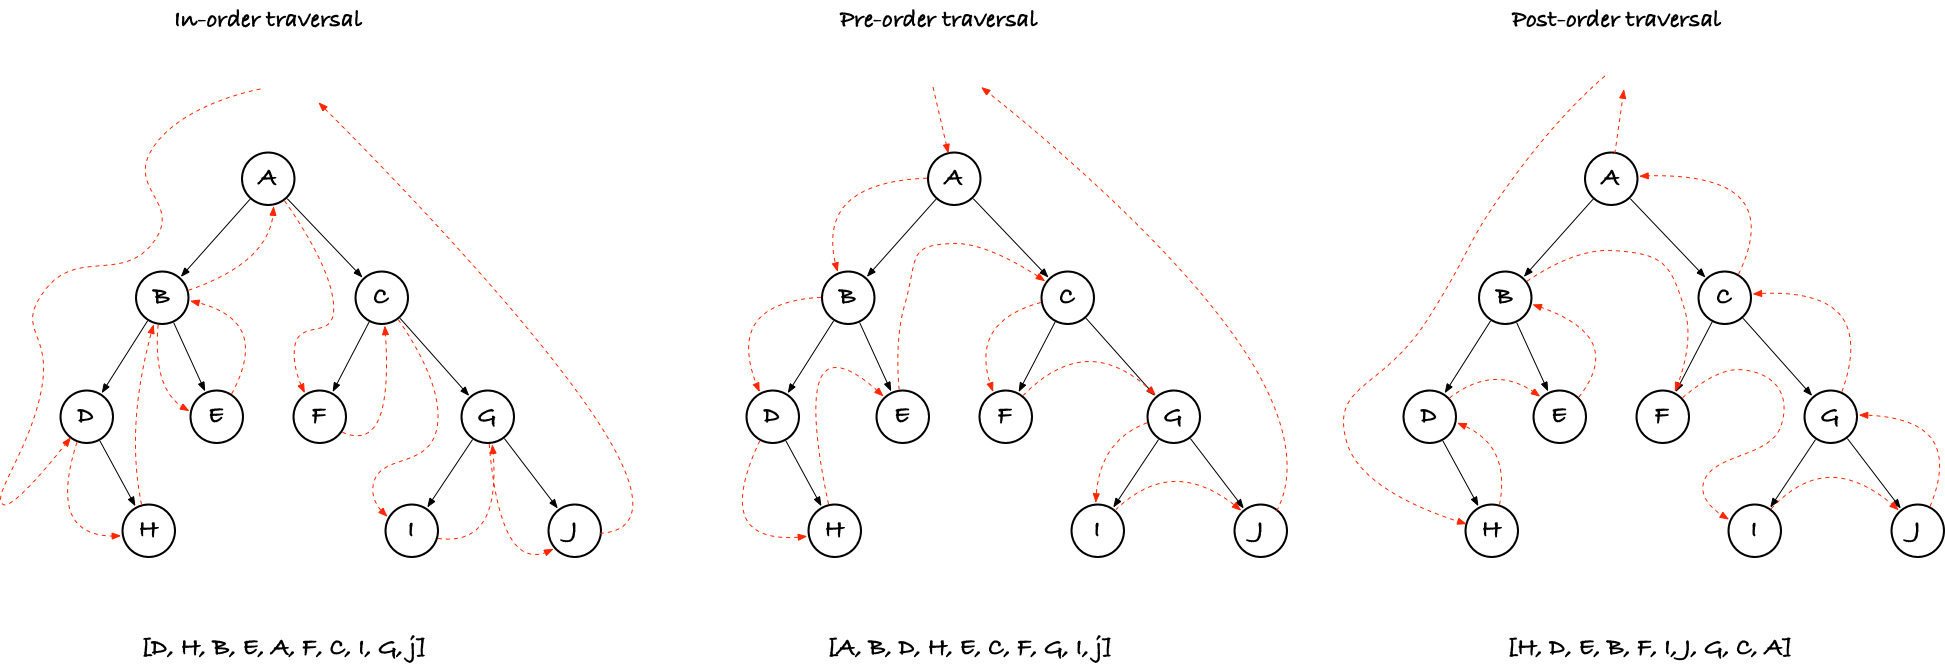 In-order traversal
Pre-order traversal
Post-order traversal
A
B
C
D
E
F
G
H
I
J
[D, H, B, E, A, F, C, I, G, j]
A
B
C
D
E
F
G
H
I
J
[A, B, D, H, E, C, F, G, I, j]
A
B
C
D
E
F
G
H
I
J
[H, D, E, B, F, I, J, G, C, A]